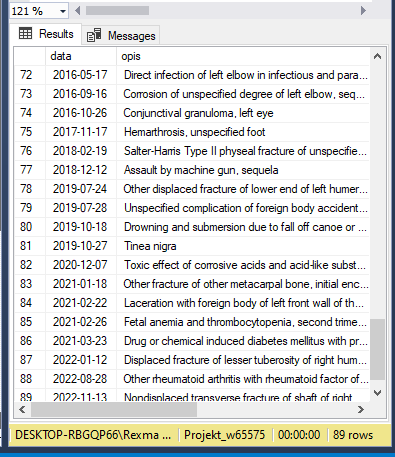 121 %
Results Messages
data opis
72 2016-05-17 Direct infection of left elbow in infectious and para...
73 2016-09-16 Corrosion of unspecified degree of left elbow, seq...
74 2016-10-26 Conjunctival granuloma, left eye
75 2017-11-17 Hemarthrosis, unspecified foot
76 2018-02-19 Salter-Harris Type II physeal fracture of unspecifie...
77 2018-12-12 Assault by machine gun, sequela
78 2019-07-24 Other displaced fracture of lower end of left humer...
79 2019-07-28 Unspecified complication of foreign body accident...
80 2019-10-18 Drowning and submersion due to fall off canoe or ...
81 2019-10-27 Tinea nigra
82 2020-12-07 Toxic effect of corrosive acids and acid-like subst...
83 2021-01-18 Other fracture of other metacarpal bone, initial enc...
84 2021-02-22 Laceration with foreign body of left front wall of th...
85 2021-02-26 Fetal anemia and thrombocytopenia, second trime...
86 2021-03-23 Drug or chemical induced diabetes mellitus with pr...
87 2022-01-12 Displaced fracture of lesser tuberosity of right hum...
88 2022-08-28 Other rheumatoid arthritis with rheumatoid factor of...
89 2022-11-13 Nondisplaced transverse fracture of shaft of right
DESKTOP-RBGQP66\Rexma ... Projekt_w65575 00:00:00 89 rows